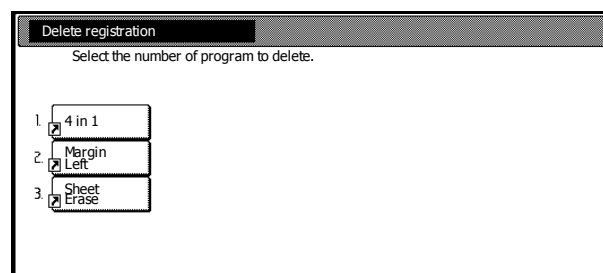 Delete registration
Select the number of program to delete.
1. 4 in 1
2. Margin
Left
3. Sheet
Erase